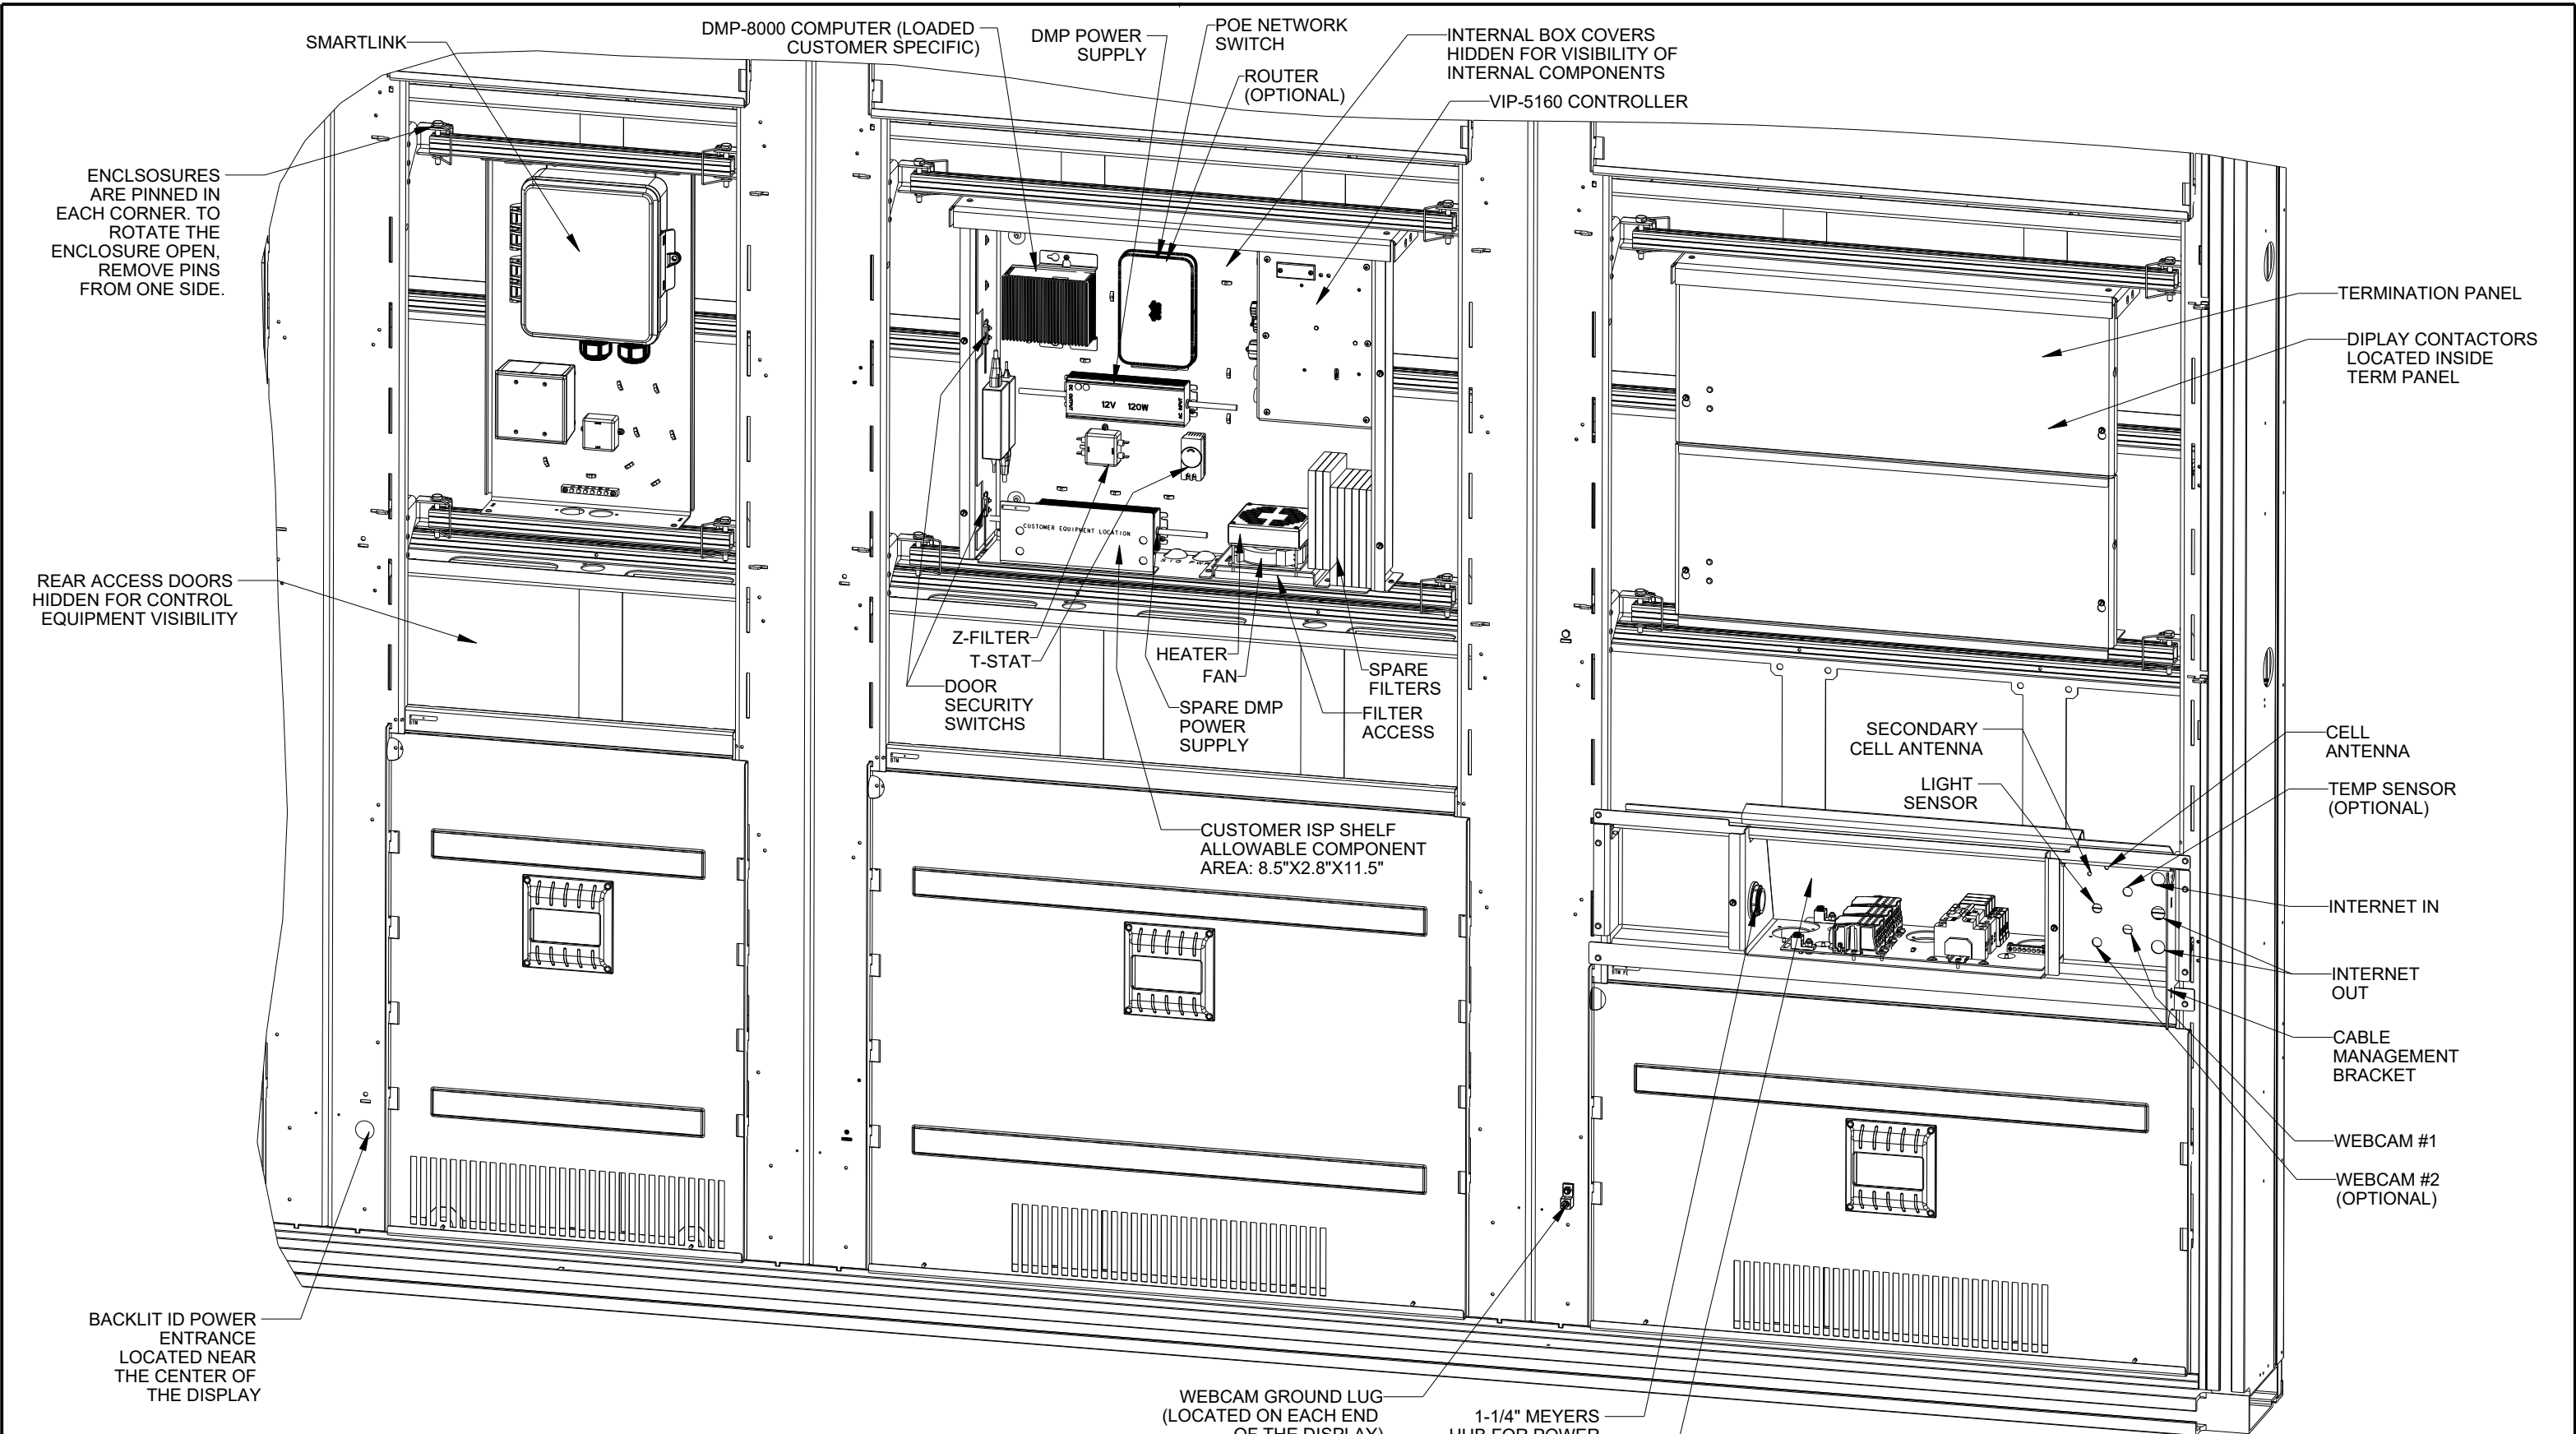 SMARTLINK
DMP-8000 COMPUTER (LOADED
CUSTOMER SPECIFIC)
DMP POWER
SUPPLY
POE NETWORK
SWITCH
ROUTER
(OPTIONAL)
INTERNAL BOX COVERS
HIDDEN FOR VISIBILITY OF
INTERNAL COMPONENTS
VIP-5160 CONTROLLER
ENCLSOSURES
ARE PINNED IN
EACH CORNER. TO
ROTATE THE
ENCLOSURE OPEN,
REMOVE PINS
FROM ONE SIDE.
TERMINATION PANEL
DIPLAY CONTACTORS
LOCATED INSIDE
TERM PANEL
12V 120W
CUSTOMER EQUIPMENT LOCATION
REAR ACCESS DOORS
HIDDEN FOR CONTROL
EQUIPMENT VISIBILITY
Z-FILTER
T-STAT
DOOR
SECURITY
SWITCHS
HEATER
FAN
SPARE DMP
POWER
SUPPLY
SPARE
FILTERS
FILTER
ACCESS
CUSTOMER ISP SHELF
ALLOWABLE COMPONENT
AREA: 8.5"X2.8"X11.5"
SECONDARY
CELL ANTENNA
LIGHT
SENSOR
CELL
ANTENNA
TEMP SENSOR
(OPTIONAL)
INTERNET IN
INTERNET
OUT
CABLE
MANAGEMENT
BRACKET
WEBCAM #1
WEBCAM #2
(OPTIONAL)
BACKLIT ID POWER
ENTRANCE
LOCATED NEAR
THE CENTER OF
THE DISPLAY
WEBCAM GROUND LUG
(LOCATED ON EACH END
OF THE DISPLAY)
1-1/4" MEYERS
HUB FOR POWER